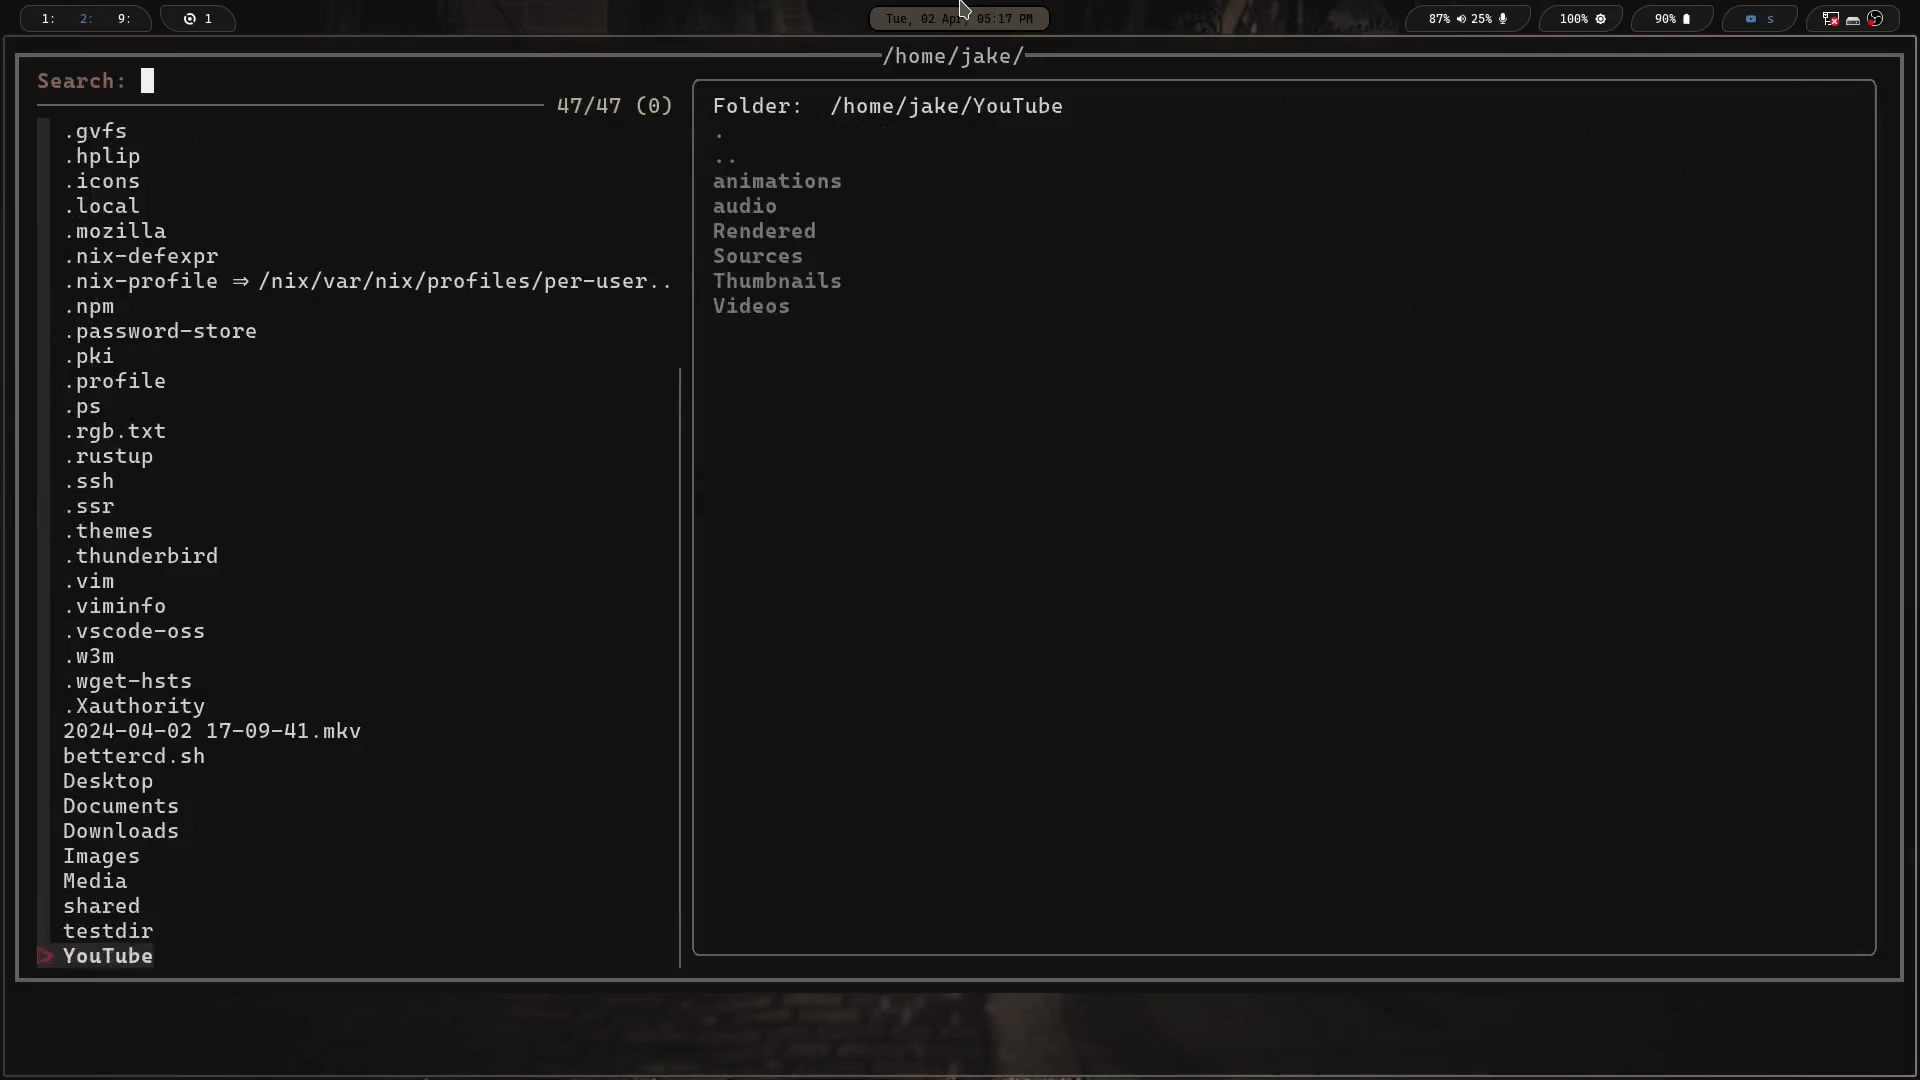 1: 2: 9:
1
Tue, 02 Apr 05:17 PM
87% 25%
100%
90%
s
/home/jake/
Search:
47/47 (0)
.gvfs
.hplip
.icons
.local
.mozilla
.nix-defexpr
.nix-profile ⇒ /nix/var/nix/profiles/per-user..
.npm
.password-store
.pki
.profile
.ps
.rgb.txt
.rustup
.ssh
.ssr
.themes
.thunderbird
.vim
.viminfo
.vscode-oss
.w3m
.wget-hsts
.Xauthority
2024-04-02 17-09-41.mkv
bettercd.sh
Desktop
Documents
Downloads
Images
Media
shared
testdir
YouTube
Folder: /home/jake/YouTube
.
..
animations
audio
Rendered
Sources
Thumbnails
Videos